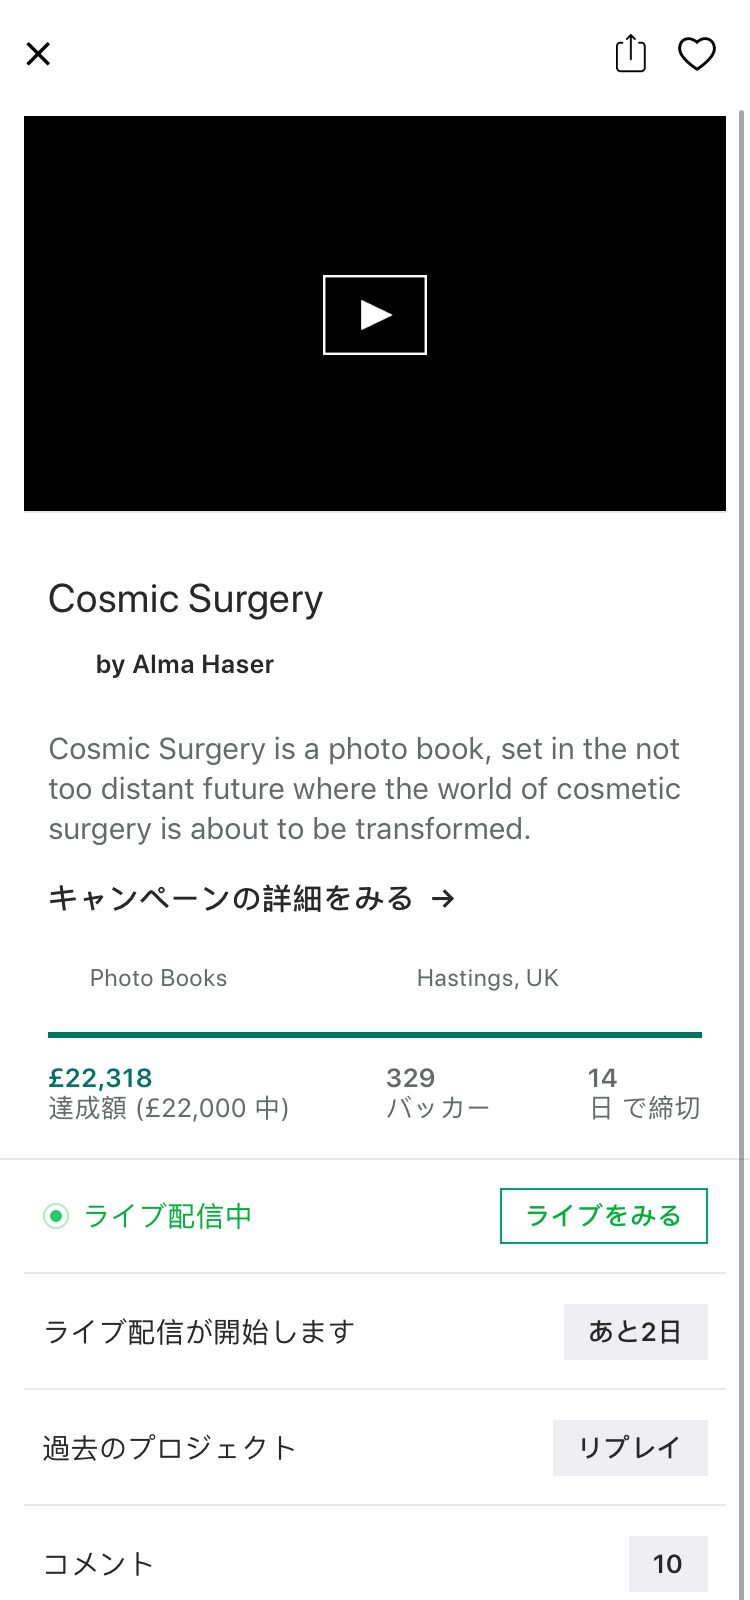 Cosmic Surgery
by Alma Haser
Cosmic Surgery is a photo book, set in the not
too distant future where the world of cosmetic
surgery is about to be transformed.
キャンペーンの詳細をみる →
Photo Books
Hastings, UK
£22,318
達成額 (£22,000 中)
329
バッカー
14
日 で締切
ライブ配信中
ライブをみる
ライブ配信が開始します
あと2日
過去のプロジェクト
リプレイ
コメント
10